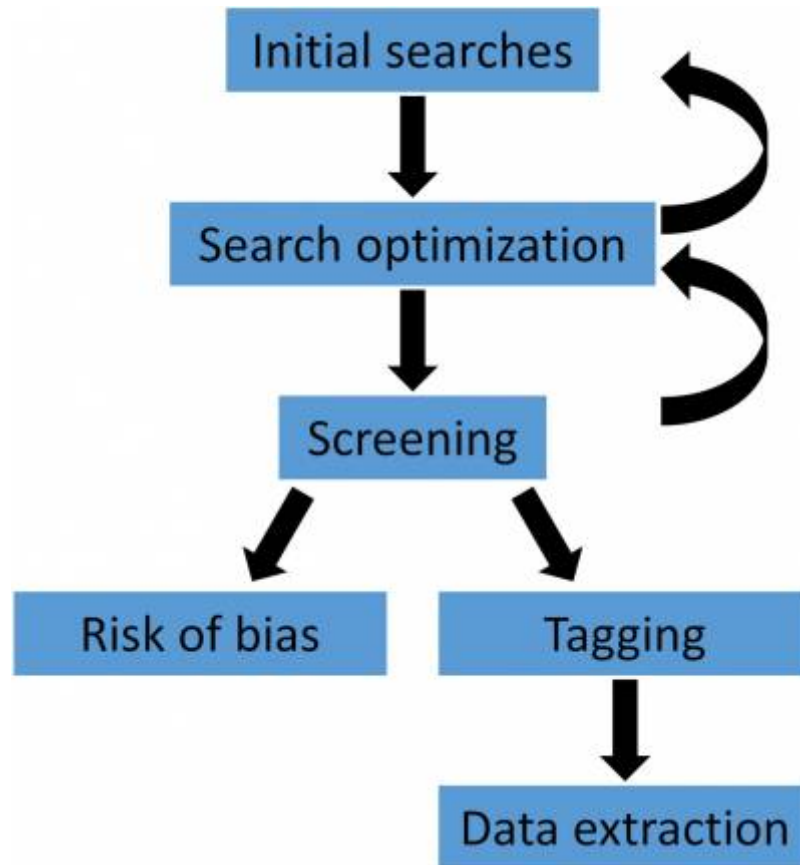 Initial searches
Search optimization
Screening
Risk of bias
Tagging
Data extraction